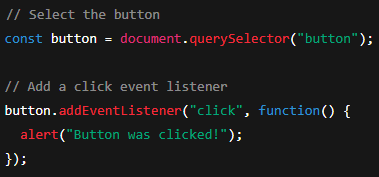 // Select the button
const button = document.querySelector("button");
// Add a click event listener
button.addEventListener("click", function() {
alert("Button was clicked!");
});